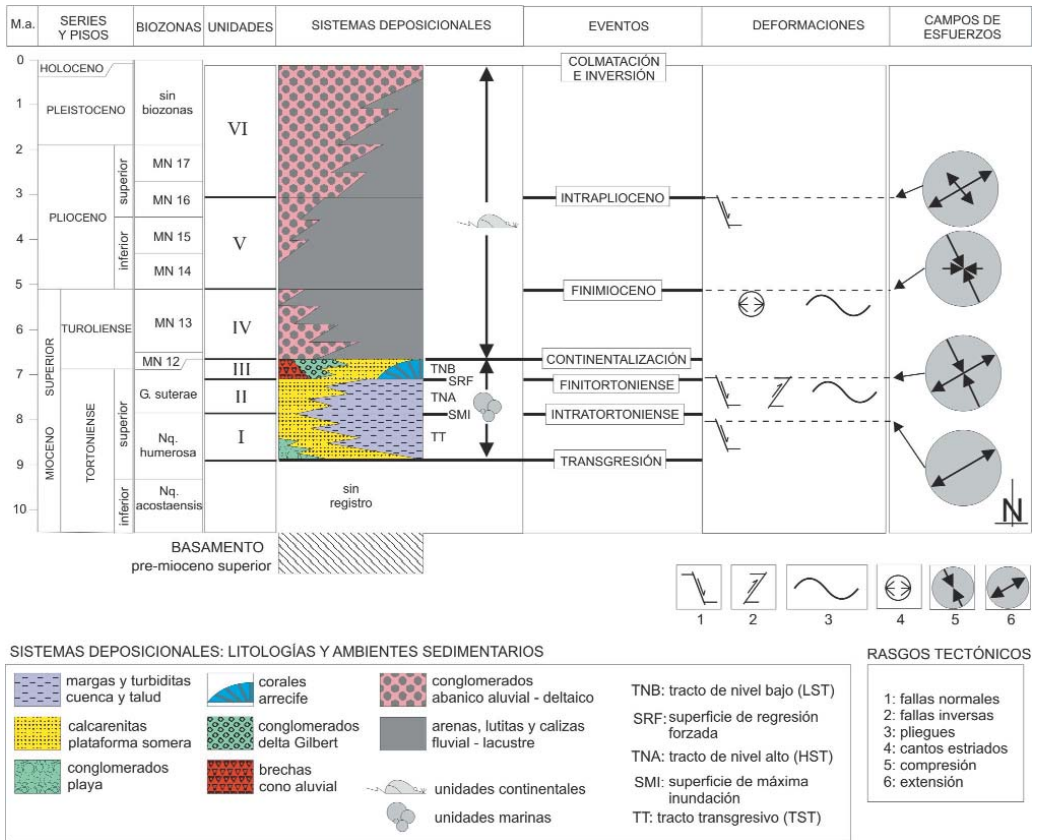 M.a.
SERIES
Y PISOS
BIOZONAS
UNIDADES
SISTEMAS DEPOSICIONALES
EVENTOS
DEFORMACIONES
CAMPOS DE
ESFUERZOS
0
1
2
3
4
5
6
7
8
9
10
HOLOCENO
PLEISTOCENO
PLIOCENO
superior
inferior
MIOCENO
SUPERIOR
TUROLIENSE
TORTONIENSE
superior
inferior
sin
biozonas
MN 17
MN 16
MN 15
MN 14
MN 13
MN 12
G. suterae
Nq.
humerosa
Nq.
acostaensis
VI
V
IV
III
II
I
TNB
SRF
TNA
SMI
TT
sin
registro
BASAMENTO
pre-mioceno superior
COLMATACIÓN
E INVERSIÓN
INTRAPLIOCENO
FINIMIOCENO
CONTINENTALIZACIÓN
FINITORTONIENSE
INTRATORTONIENSE
TRANSGRESIÓN
N
1
2
3
4
5
6
SISTEMAS DEPOSICIONALES: LITOLOGÍAS Y AMBIENTES SEDIMENTARIOS
margas y turbiditas
cuenca y talud
calcarenitas
plataforma somera
conglomerados
playa
corales
arrecife
conglomerados
delta Gilbert
brechas
cono aluvial
conglomerados
abanico aluvial - deltaico
arenas, lutitas y calizas
fluvial - lacustre
unidades continentales
unidades marinas
TNB: tracto de nivel bajo (LST)
SRF: superficie de regresión
forzada
TNA: tracto de nivel alto (HST)
SMI: superficie de máxima
inundación
TT: tracto transgresivo (TST)
RASGOS TECTÓNICOS
1: fallas normales
2: fallas inversas
3: pliegues
4: cantos estriados
5: compresión
6: extensión